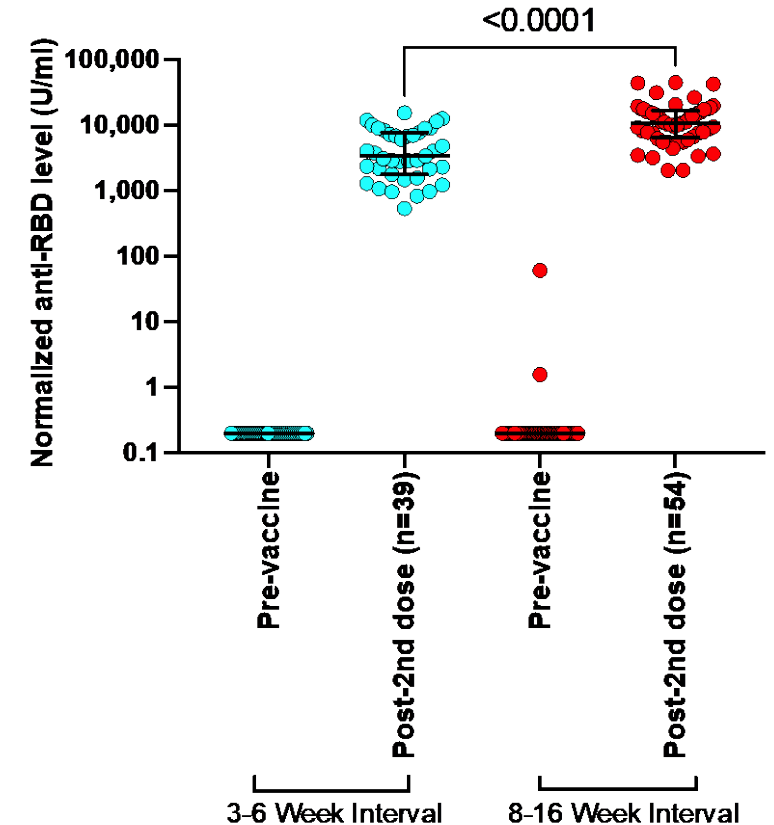 <0.0001
Normalized anti-RBD level (U/ml)
100,000
10,000
1,000
100
10
1
0.1
Pre-vaccine
Post-2nd dose (n=39)
Pre-vaccine
Post-2nd dose (n=54)
3-6 Week Interval
8-16 Week Interval